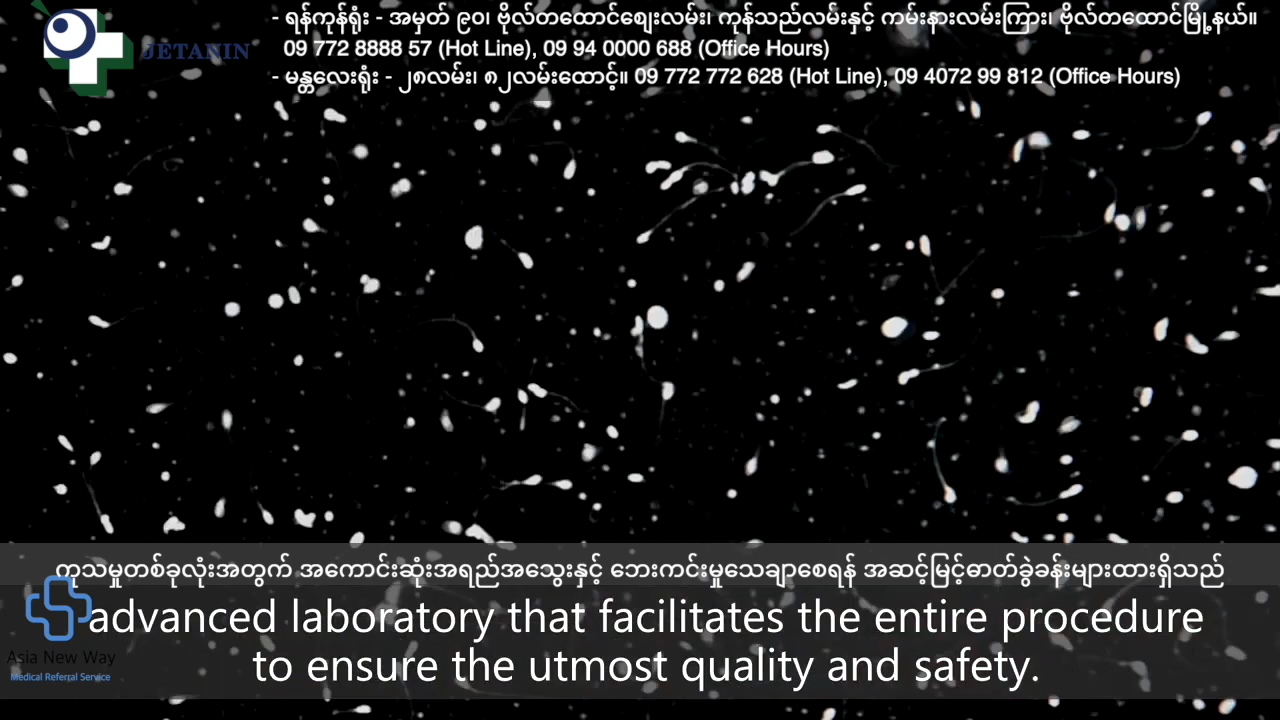 JETANIN
- ရန်ကုန်ရုံး - အမှတ် ၉၀၊ ဗိုလ်တထောင်ဈေးလမ်း၊ ကုန်သည်လမ်းနှင့် ကမ်းနားလမ်းကြား၊ ဗိုလ်တထောင်မြို့နယ်။
09 772 8888 57 (Hot Line), 09 94 0000 688 (Office Hours)
- မန္တလေးရုံး - ၂၈လမ်း၊ ၈၂လမ်းထောင့်။ 09 772 772 628 (Hot Line), 09 4072 99 812 (Office Hours)
ကုသမှုတစ်ခုလုံးအတွက် အကောင်းဆုံးအရည်အသွေးနှင့် ဘေးကင်းမှုသေချာစေရန် အဆင့်မြင့်ဓာတ်ခွဲခန်းများထားရှိသည်
advanced laboratory that facilitates the entire procedure
to ensure the utmost quality and safety.
Asia New Way
Medical Referral Service